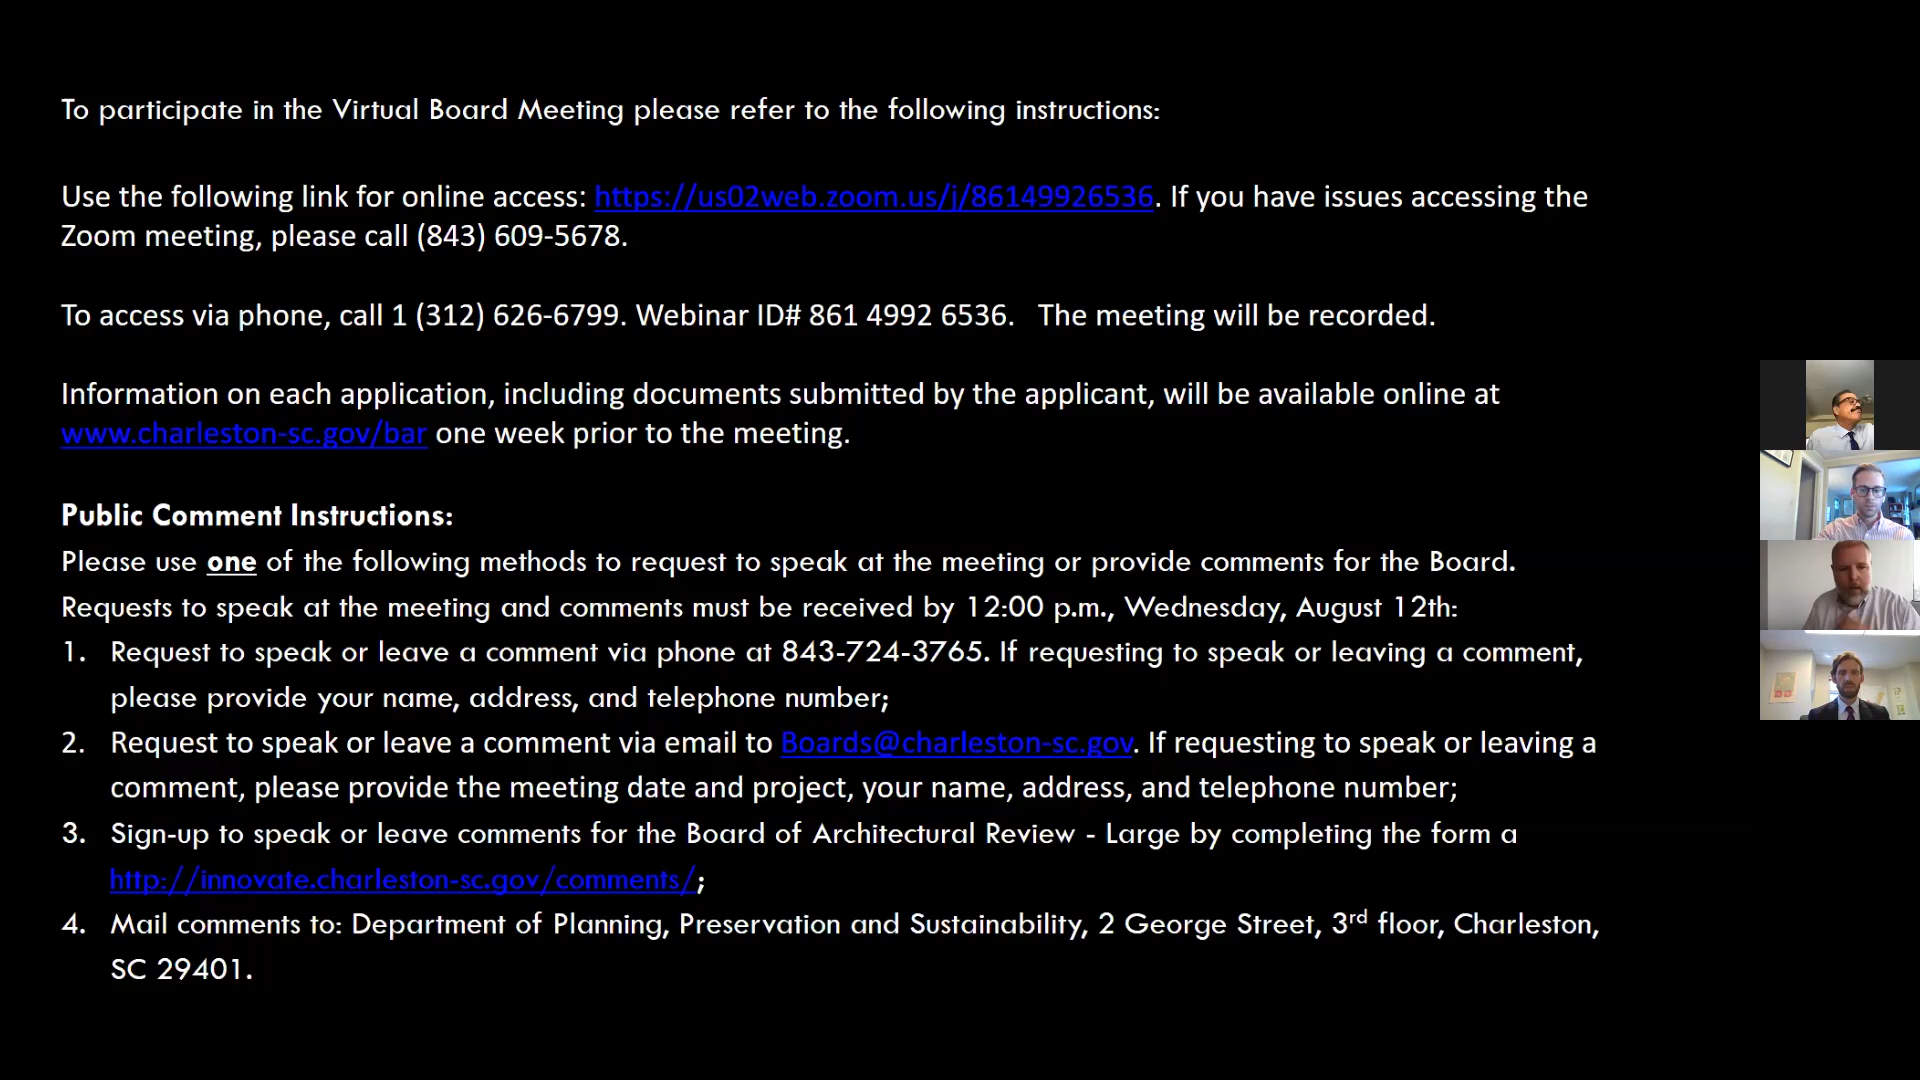 To participate in the Virtual Board Meeting please refer to the following instructions:
Use the following link for online access: https://us02web.zoom.us/j/86149926536. If you have issues accessing the
Zoom meeting, please call (843) 609-5678.
To access via phone, call 1 (312) 626-6799. Webinar ID# 861 4992 6536.   The meeting will be recorded.
Information on each application, including documents submitted by the applicant, will be available online at
www.charleston-sc.gov/bar one week prior to the meeting.
Public Comment Instructions:
Please use one of the following methods to request to speak at the meeting or provide comments for the Board.
Requests to speak at the meeting and comments must be received by 12:00 p.m., Wednesday, August 12th:
1. Request to speak or leave a comment via phone at 843-724-3765. If requesting to speak or leaving a comment,
please provide your name, address, and telephone number;
2. Request to speak or leave a comment via email to Boards@charleston-sc.gov. If requesting to speak or leaving a
comment, please provide the meeting date and project, your name, address, and telephone number;
3. Sign-up to speak or leave comments for the Board of Architectural Review - Large by completing the form a
http://innovate.charleston-sc.gov/comments/;
4. Mail comments to: Department of Planning, Preservation and Sustainability, 2 George Street, 3rd floor, Charleston,
SC 29401.